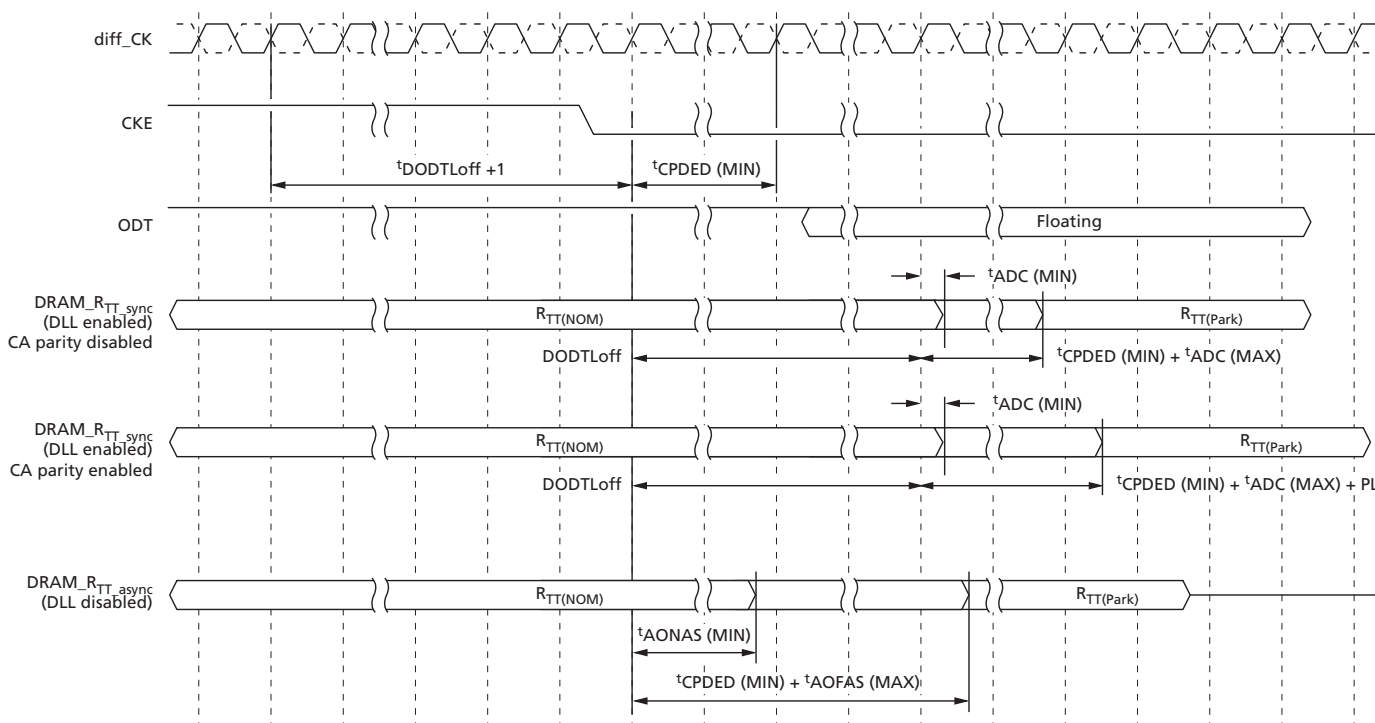 diff_CK
CKE
tDODTLoff +1
tCPDED (MIN)
ODT
Floating
tADC (MIN)
DRAM_RTT_sync
(DLL enabled)
CA parity disabled
RTT(NOM)
RTT(Park)
DODTLoff
tCPDED (MIN) + tADC (MAX)
tADC (MIN)
DRAM_RTT_sync
(DLL enabled)
CA parity enabled
RTT(NOM)
RTT(Park)
DODTLoff
tCPDED (MIN) + tADC (MAX) + PL
DRAM_RTT_async
(DLL disabled)
RTT(NOM)
RTT(Park)
tAONAS (MIN)
tCPDED (MIN) + tAOFAS (MAX)